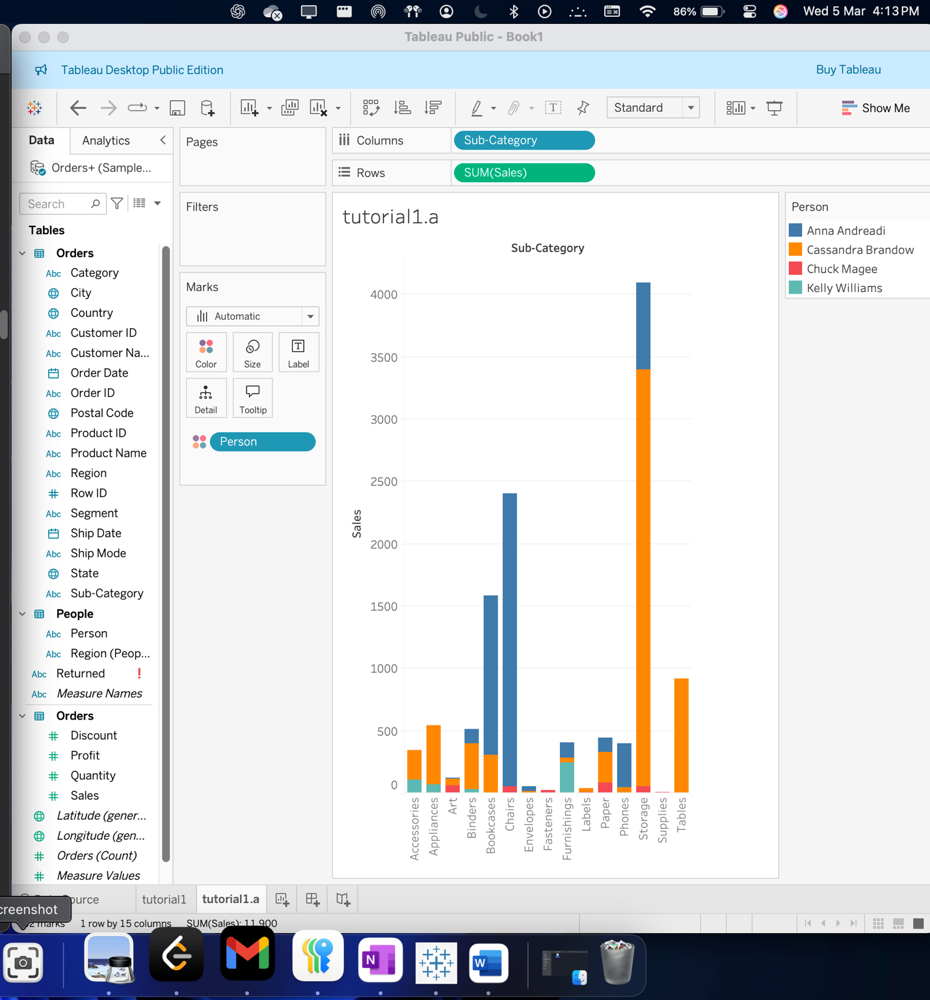 86% Wed 5 Mar 4:13 PM
Tableau Public - Book1
Tableau Desktop Public Edition
Buy Tableau
Standard
Show Me
Data
Analytics
Orders+ (Sample...
Search
Tables
Orders
Abc Category
City
Country
Abc Customer ID
Abc Customer Na...
Order Date
Abc Order ID
Postal Code
Abc Product ID
Abc Product Name
Abc Region
Row ID
Abc Segment
Ship Date
Abc Ship Mode
State
Abc Sub-Category
People
Abc Person
Abc Region (Peop...
Abc Returned !
Abc Measure Names
Orders
Discount
Profit
Quantity
Sales
Latitude (gener...
Longitude (gen...
Orders (Count)
Measure Values
Pages
Filters
Marks
Automatic
Color
Size
T
Label
Detail
Tooltip
Person
Columns
Sub-Category
Rows
SUM(Sales)
tutorial1.a
Sub-Category
4000
3500
3000
2500
2000
1500
1000
500
0
Sales
Accessories
Appliances
Art
Binders
Bookcases
Chairs
Envelopes
Fasteners
Furnishings
Labels
Paper
Phones
Storage
Supplies
Tables
Person
Anna Andreadi
Cassandra Brandow
Chuck Magee
Kelly Williams
ource
tutorial1
tutorial1.a
creenshot
2 marks
1 row by 15 columns
SUM(Sales): 11,900
N
W